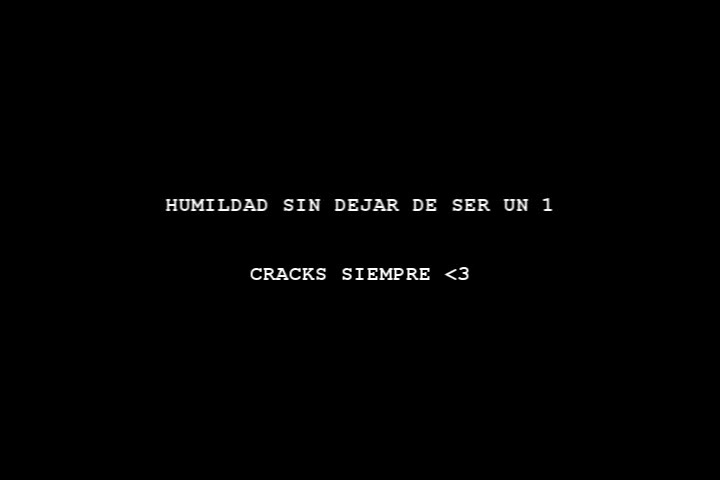 HUMILDAD SIN DEJAR DE SER UN 1
CRACKS SIEMPRE <3